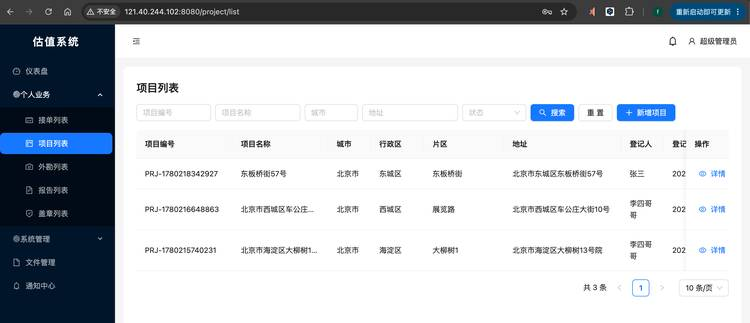 不安全 121.40.244.102:8080/project/list
重新启动即可更新
估值系统
超级管理员
仪表盘
个人业务
接单列表
项目列表
外勘列表
报告列表
盖章列表
系统管理
文件管理
通知中心
项目列表
项目编号 项目名称 城市 地址 状态 搜索 重 置 新增项目
项目编号 项目名称 城市 行政区 片区 地址 登记人 登记 操作
PRJ-1780218342927 东板桥街57号 北京市 东城区 东板桥街 北京市东城区东板桥街57号 张三 202 详情
PRJ-1780216648863 北京市西城区车公庄... 北京市 西城区 展览路 北京市西城区车公庄大街10号 李四哥哥 202 详情
PRJ-1780215740231 北京市海淀区大柳树1... 北京市 海淀区 大柳树1 北京市海淀区大柳树13号院 李四哥哥 202 详情
共 3 条 1 10 条/页